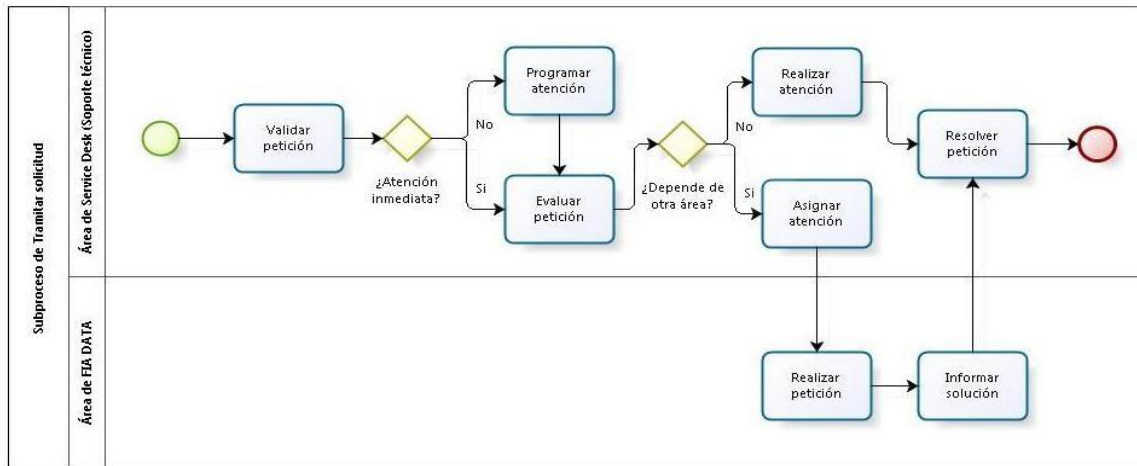 Subproceso de Tramitar solicitud
Área de Service Desk (Soporte técnico)
Validar
petición
¿Atención
inmediata?
No
Si
Programar
atención
Evaluar
petición
¿Depende de
otra área?
No
Si
Realizar
atención
Asignar
atención
Resolver
petición
Área de FIA DATA
Realizar
petición
Informar
solución